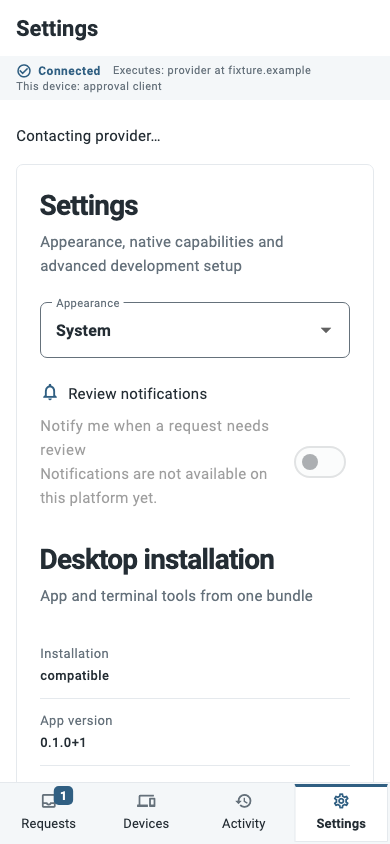 Settings
Connected Executes: provider at fixture.example
This device: approval client
Contacting provider…
Settings
Appearance, native capabilities and
advanced development setup
Appearance
System
Review notifications
Notify me when a request needs
review
Notifications are not available on
this platform yet.
Desktop installation
App and terminal tools from one bundle
Installation
compatible
App version
0.1.0+1
1
Requests Devices Activity Settings